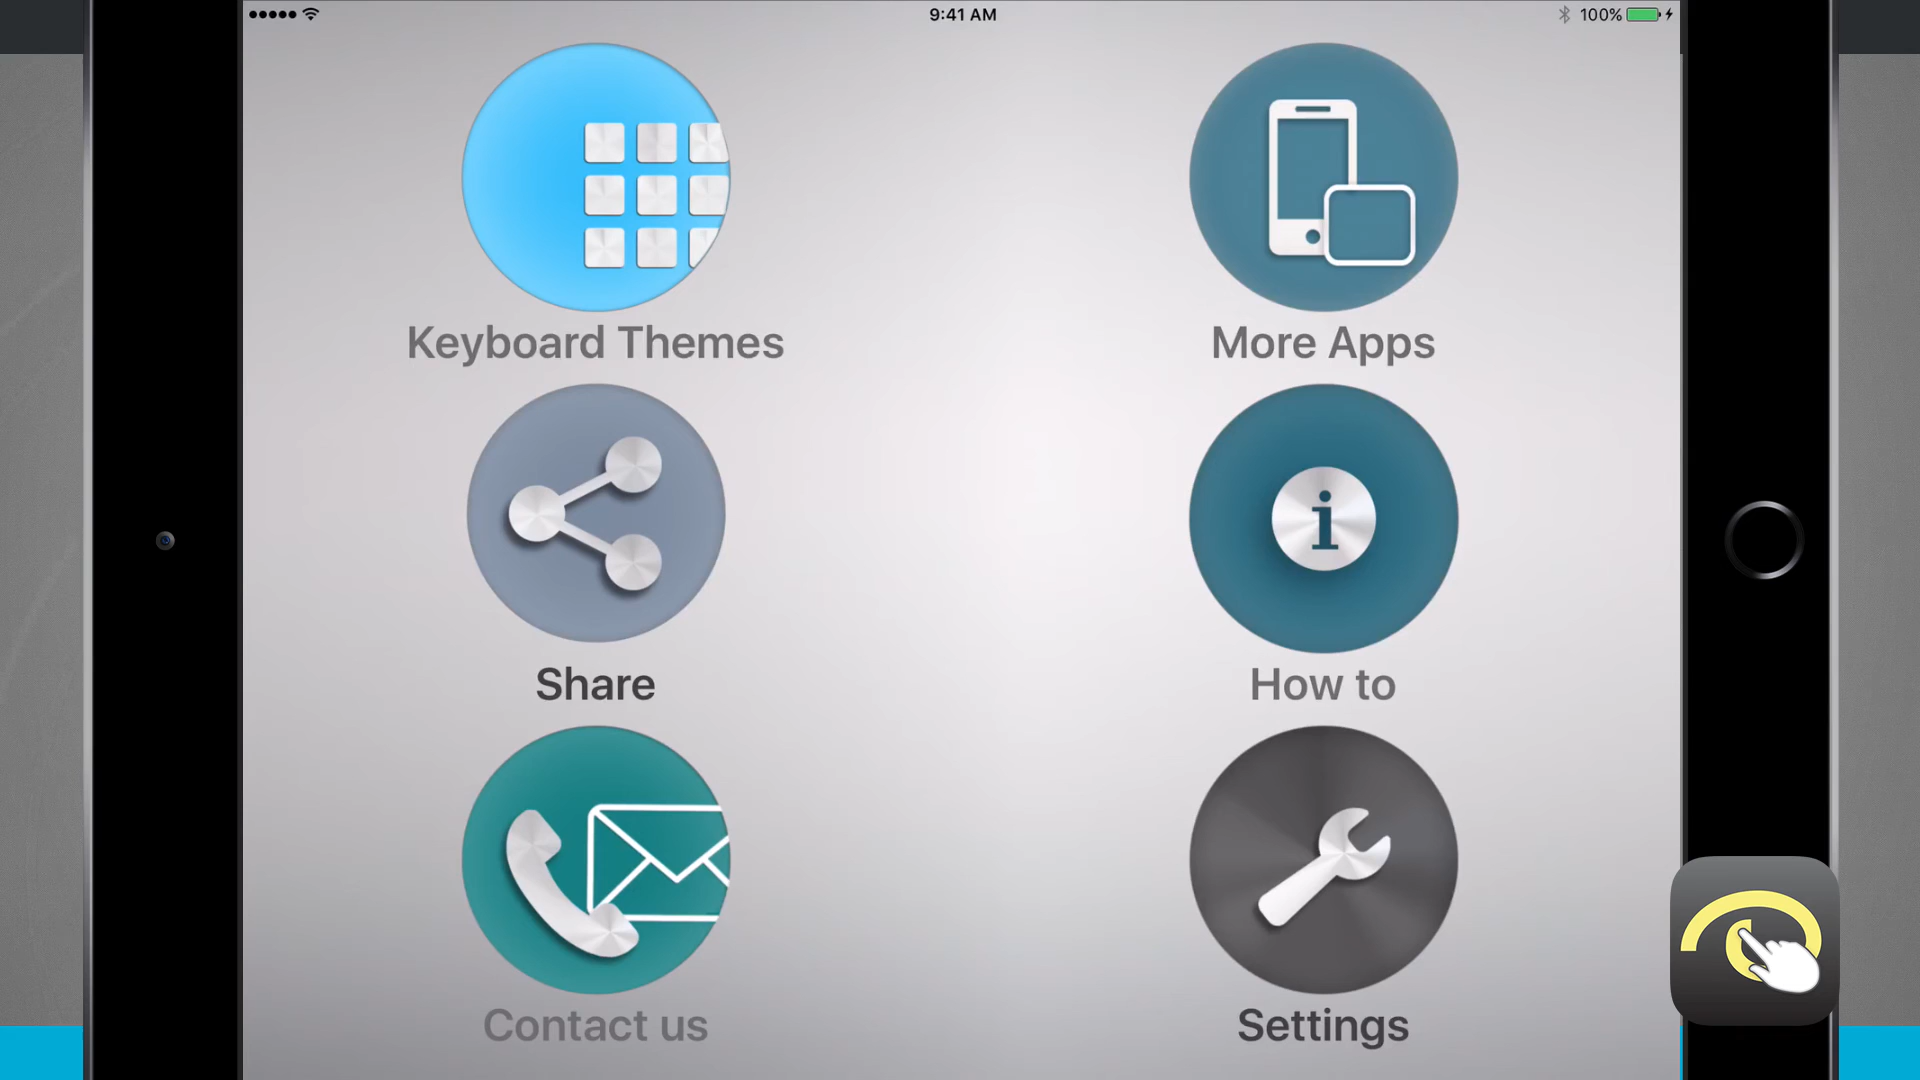 9:41 AM
100%
Keyboard Themes
More Apps
Share
How to
Contact us
Settings